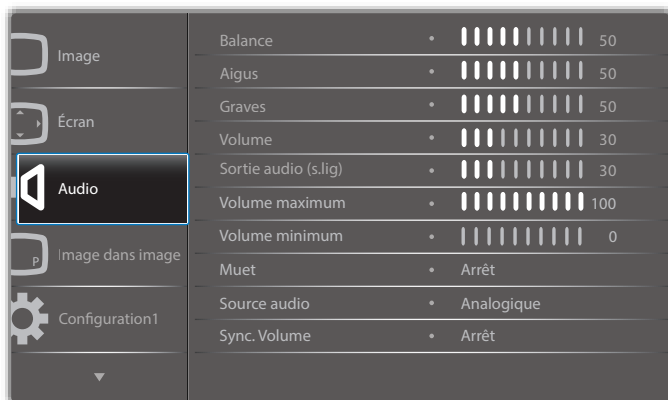 Image
Écran
Audio
P
Image dans image
Configuration1
Balance • 50
Aigus • 50
Graves • 50
Volume • 30
Sortie audio (s.lig) • 30
Volume maximum • 100
Volume minimum • 0
Muet • Arrêt
Source audio • Analogique
Sync. Volume • Arrêt